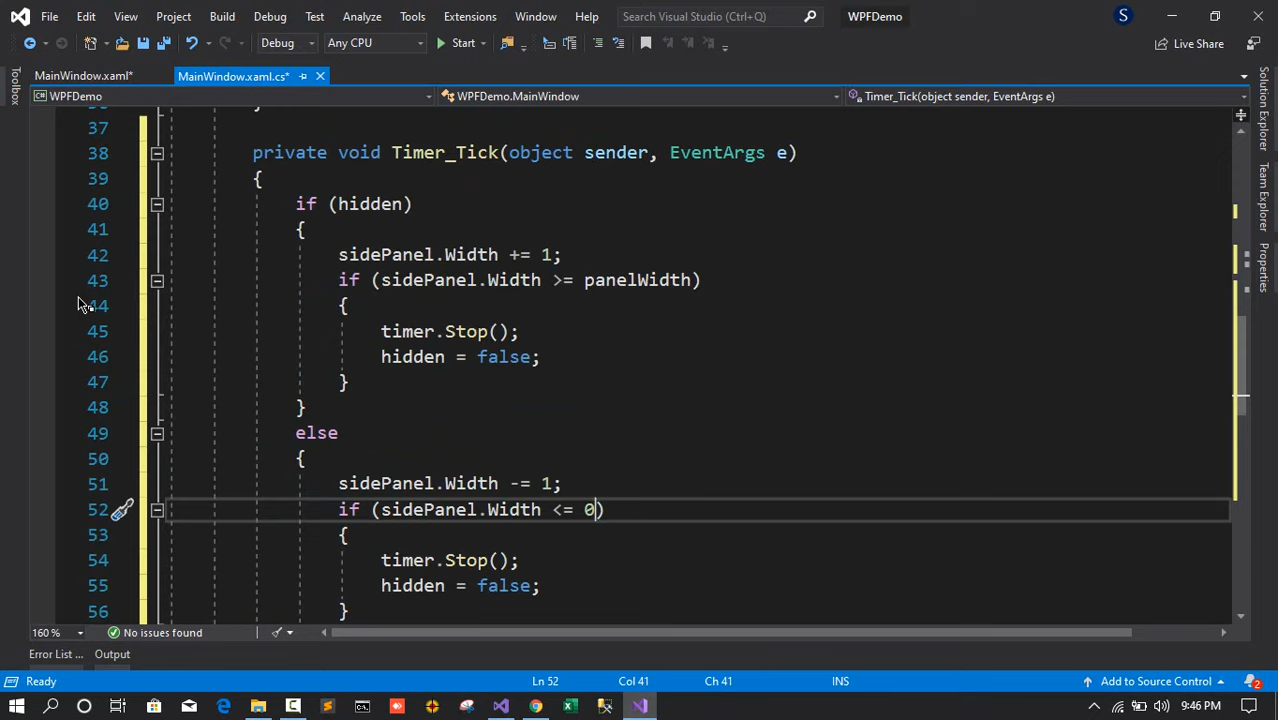 File Edit View Project Build Debug Test Analyze Tools Extensions Window Help Search Visual Studio WPFDemo S
Debug Any CPU Start Live Share
MainWindow.xaml* MainWindow.xaml.cs*
WPFDemo WPFDemo.MainWindow Timer_Tick(object sender, EventArgs e)
Toolbox
Solution Explorer
Team Explorer
Properties
37
38 private void Timer_Tick(object sender, EventArgs e)
39 {
40 if (hidden)
41 {
42 sidePanel.Width += 1;
43 if (sidePanel.Width >= panelWidth)
44 {
45 timer.Stop();
46 hidden = false;
47 }
48 }
49 else
50 {
51 sidePanel.Width -= 1;
52 if (sidePanel.Width <= 0)
53 {
54 timer.Stop();
55 hidden = false;
56 }
160 % No issues found
Error List ... Output
Ready Ln 52 Col 41 Ch 41 INS Add to Source Control 2
9:46 PM